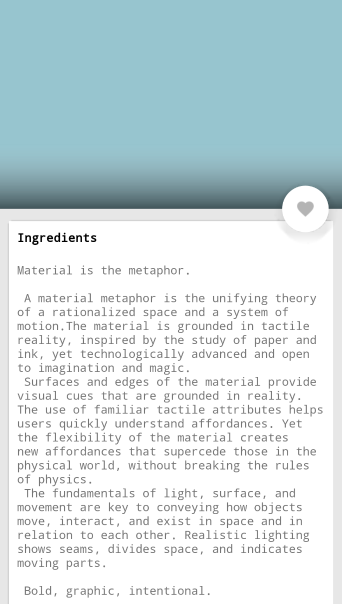 Ingredients
Material is the metaphor.
A material metaphor is the unifying theory
of a rationalized space and a system of
motion.The material is grounded in tactile
reality, inspired by the study of paper and
ink, yet technologically advanced and open
to imagination and magic.
Surfaces and edges of the material provide
visual cues that are grounded in reality.
The use of familiar tactile attributes helps
users quickly understand affordances. Yet
the flexibility of the material creates
new affordances that supercede those in the
physical world, without breaking the rules
of physics.
The fundamentals of light, surface, and
movement are key to conveying how objects
move, interact, and exist in space and in
relation to each other. Realistic lighting
shows seams, divides space, and indicates
moving parts.
Bold, graphic, intentional.